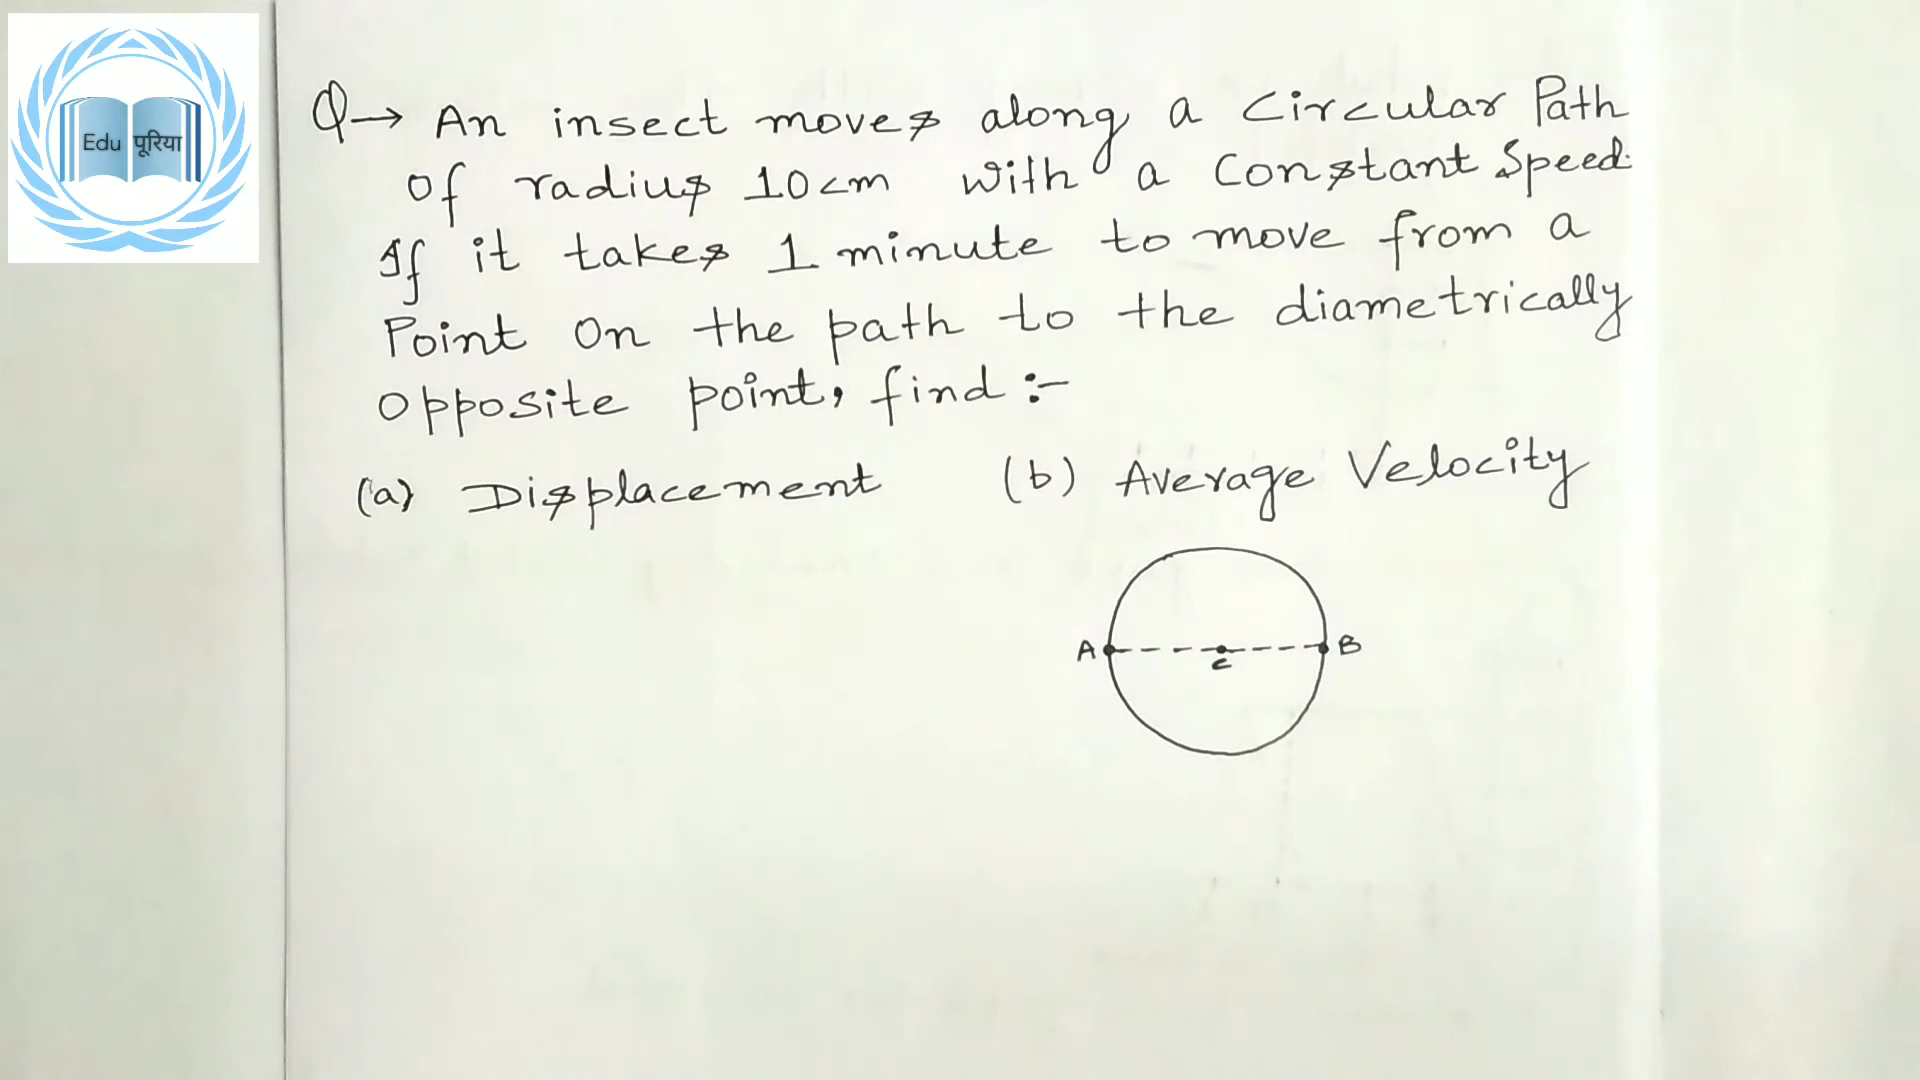 Edu पूरिया
Q→ An insect moves along a Circular Path
Of radius 10cm With a Constant Speed.
If it takes 1 minute to move from a
Point On the path to the diametrically
opposite point, find :-
(a) Displacement (b) Average Velocity
A C B